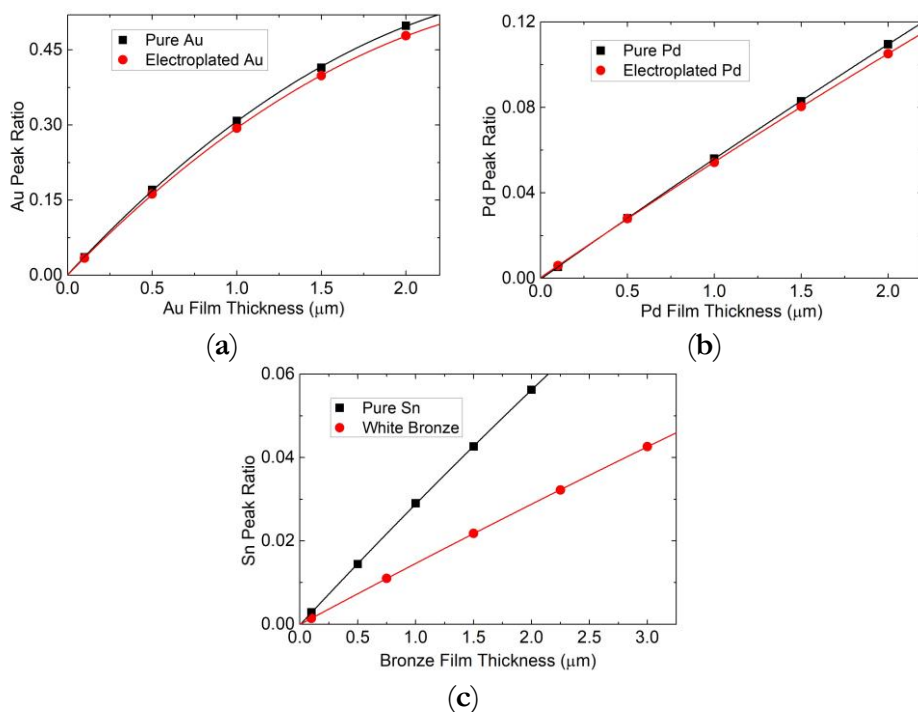 0.45
0.30
0.15
0.00
Au Peak Ratio
Pure Au
Electroplated Au
0.0 0.5 1.0 1.5 2.0
Au Film Thickness (μm)
(a)
0.12
0.08
0.04
0.00
Pd Peak Ratio
Pure Pd
Electroplated Pd
0.0 0.5 1.0 1.5 2.0
Pd Film Thickness (μm)
(b)
0.06
0.04
0.02
0.00
Sn Peak Ratio
Pure Sn
White Bronze
0.0 0.5 1.0 1.5 2.0 2.5 3.0
Bronze Film Thickness (μm)
(c)